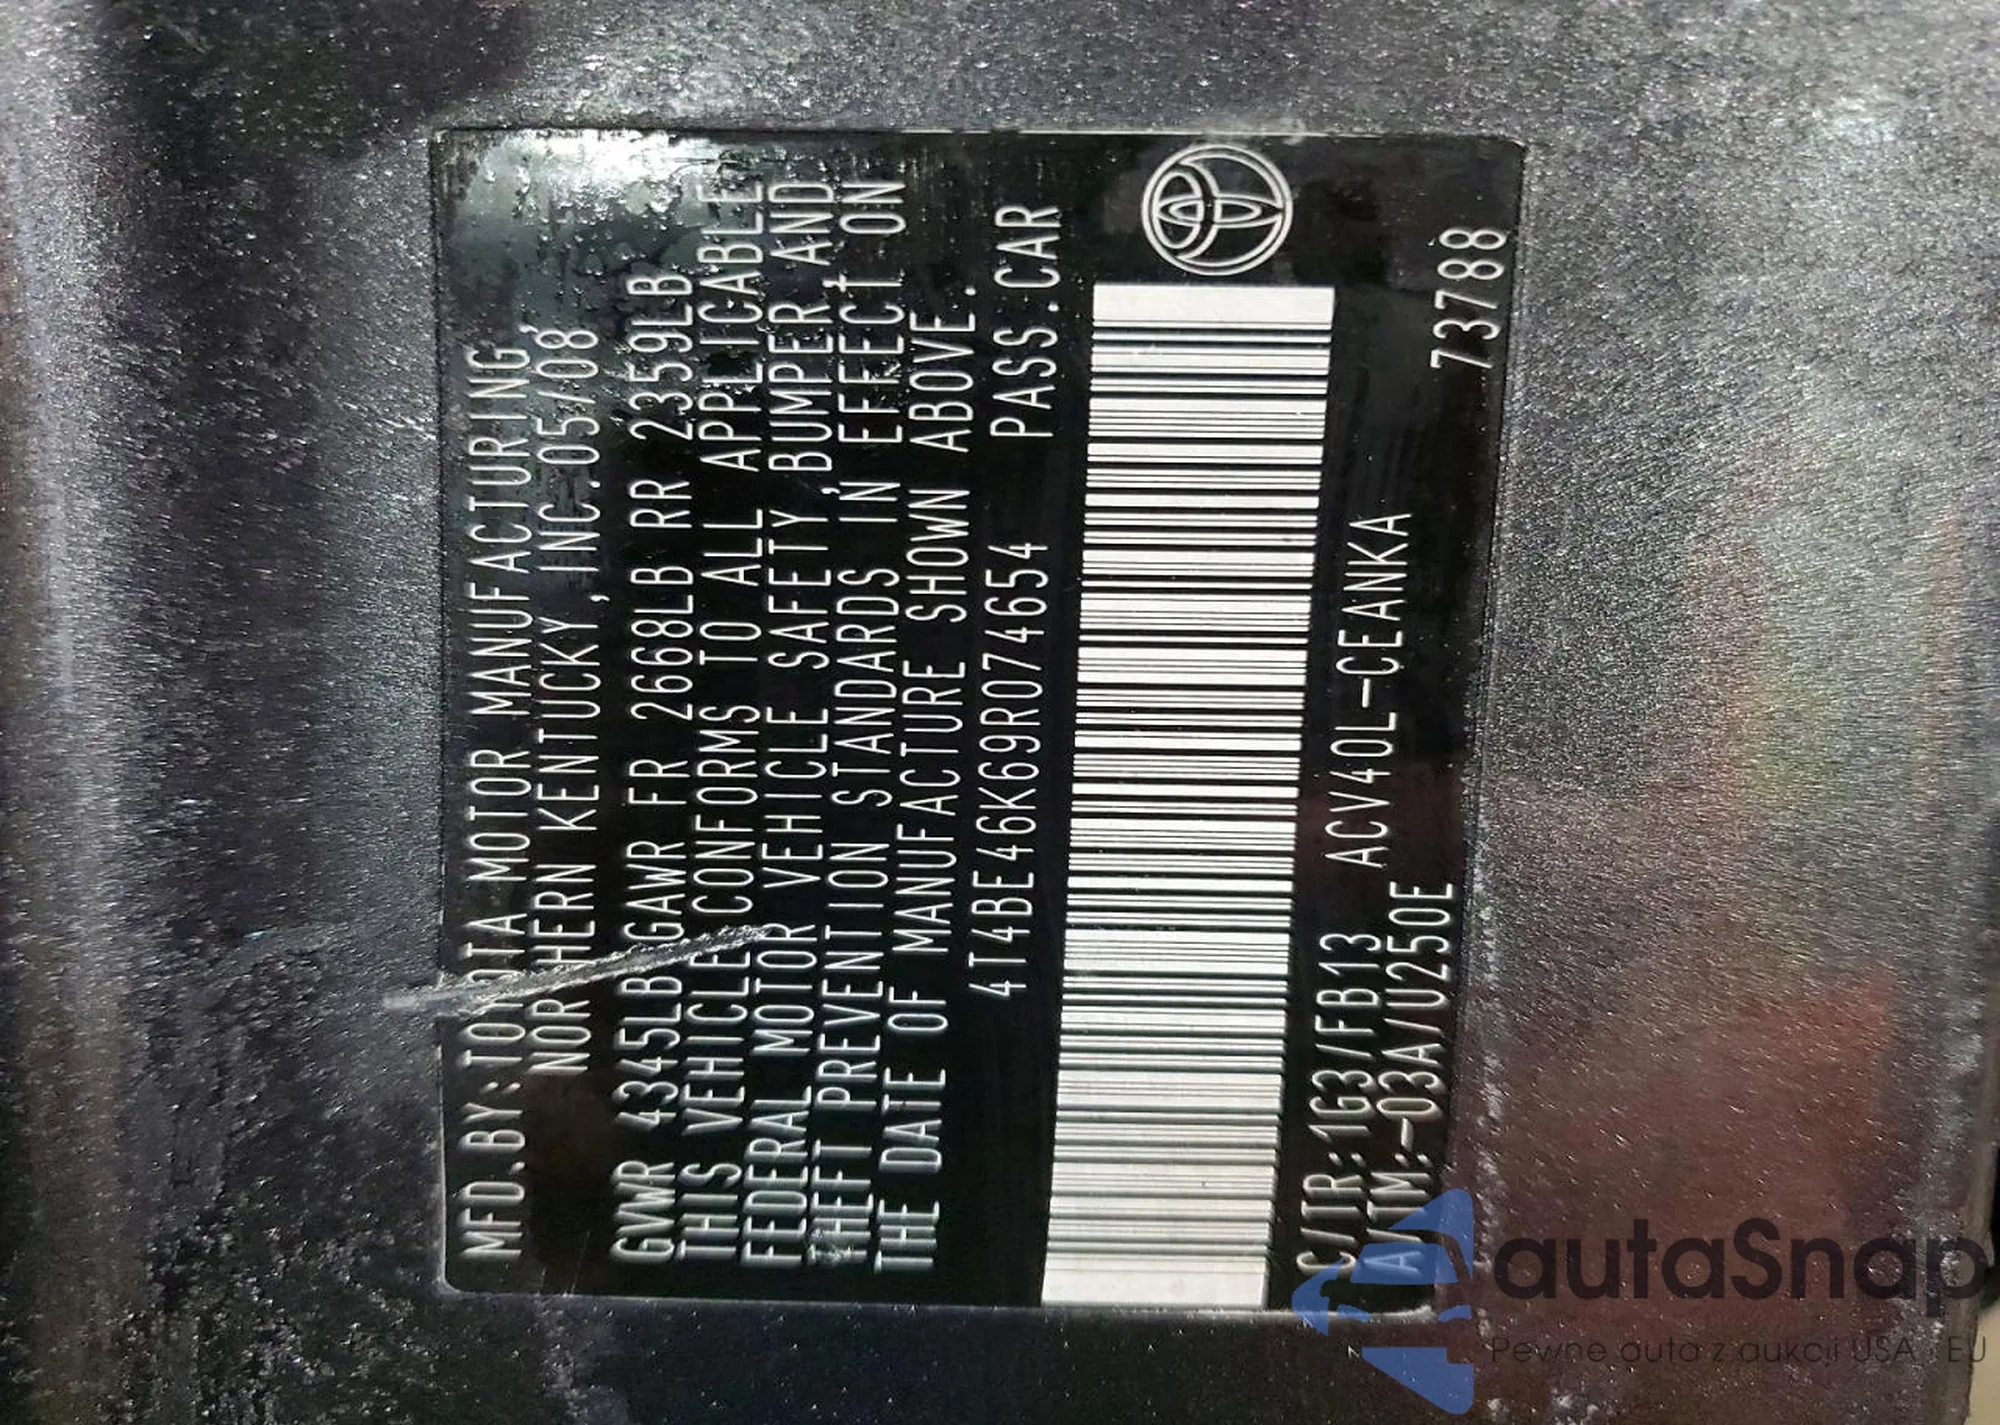 MFD.BY:TOYOTA MOTOR MANUFACTURING,
NORTHERN KENTUCKY,INC.05/08,
GVWR 4345LB GAWR FR 2668LB RR 2359LB
THIS VEHICLE CONFORMS TO ALL APPLICABLE
FEDERAL MOTOR VEHICLE SAFETY,BUMPER AND
THEFT PREVENTION STANDARDS IN EFFECT ON
THE DATE OF MANUFACTURE SHOWN ABOVE.
4T4BE46K69R074654 PASS.CAR
C/TR:1G3/FB13 ACV40L-CEANKA
A/TM:-03A/U250E 73788
autaSnap
Pewne auta z aukcji USA i EU